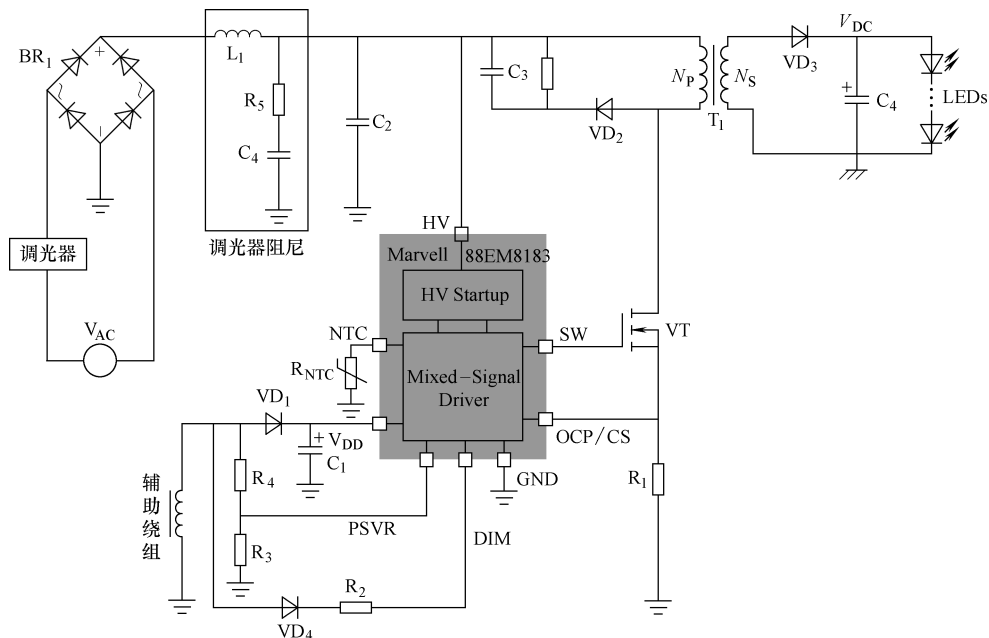 BR1
+
−
L1
R5
C4
调光器阻尼
C2
C3
VD2
NP
NS
T1
VD3
VDC
+
C4
LEDs
调光器
VAC
HV
Marvell 88EM8183
HV Startup
NTC
RNTC
SW
VT
Mixed-Signal
Driver
OCP/CS
VD1
+
VDD
C1
GND
R4
R1
辅助绕组
PSVR
DIM
R3
R2
VD4